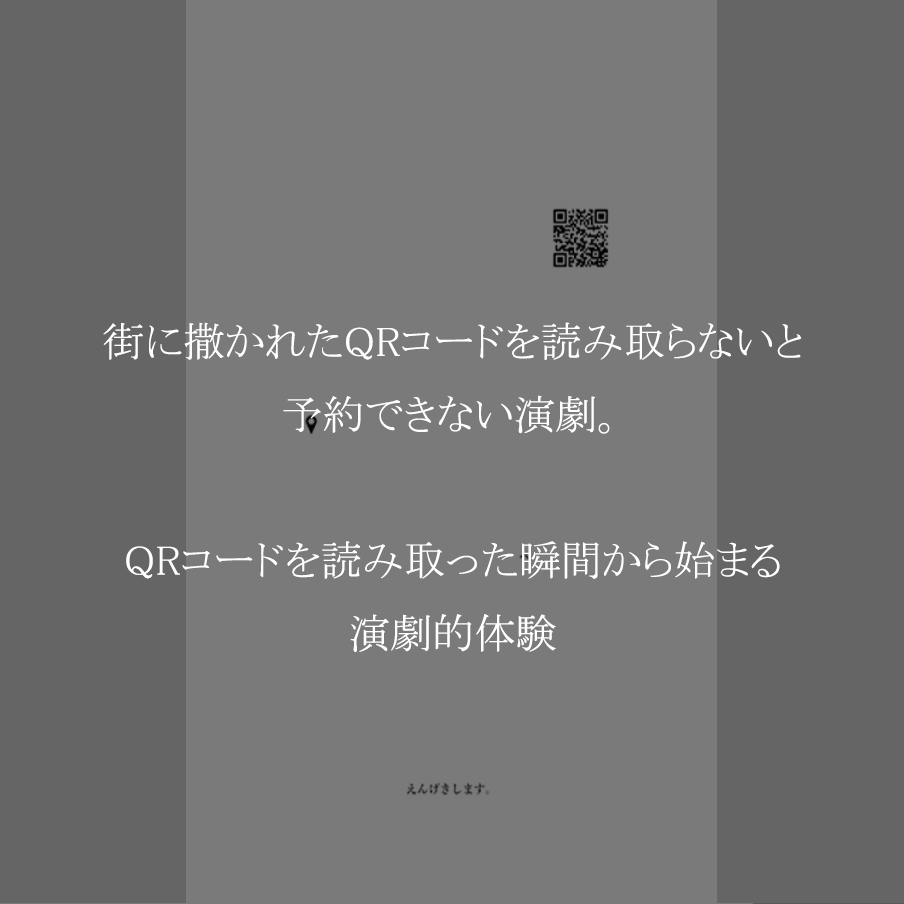 街に撒かれたQRコードを読み取らないと
予約できない演劇。
QRコードを読み取った瞬間から始まる
演劇的体験
えんげきします。